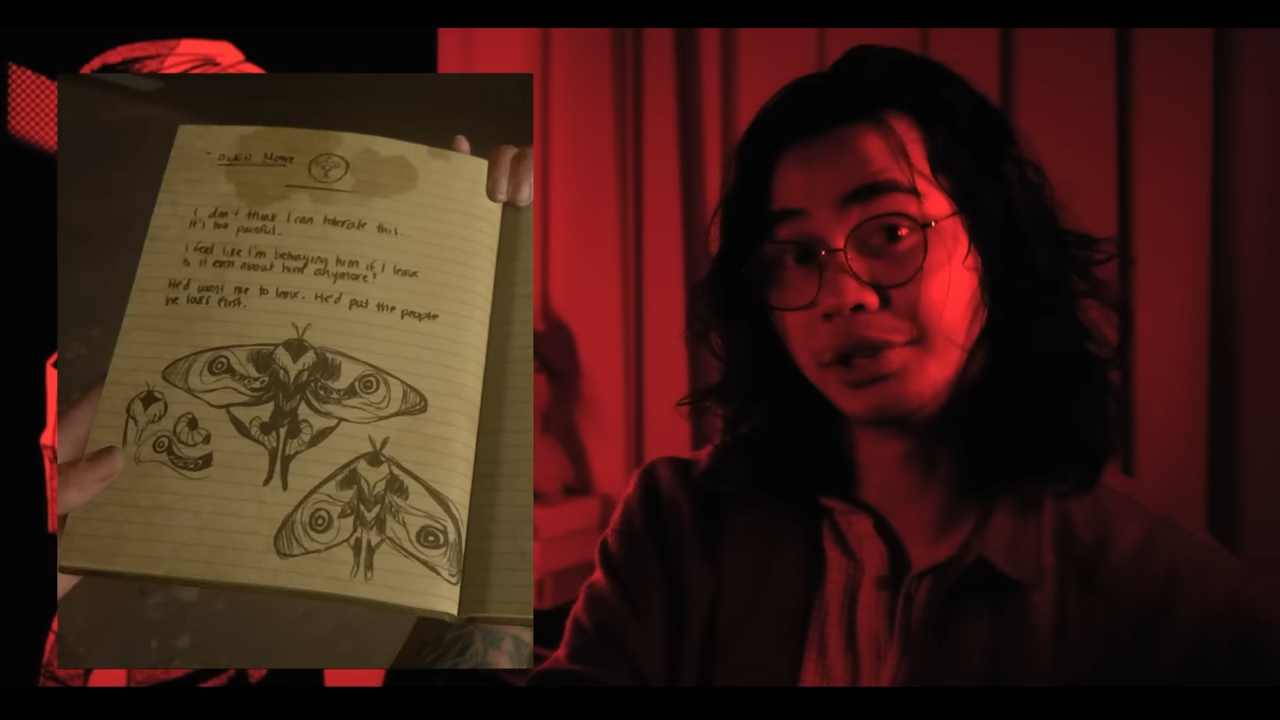 - OWEN Moore
I don't think I can tolerate this...
It's too painful.
I feel like I'm betraying him if I leave
Is it even about him anymore?
He'd want me to leave. He'd put the people
he loves first.